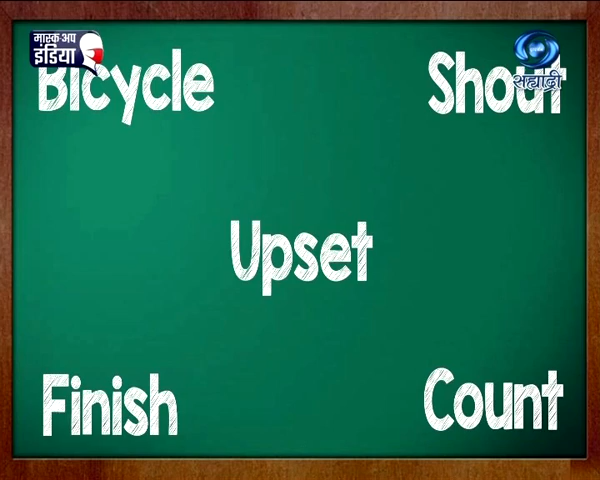 मास्क अप
इंडिया
सह्याद्री
Bicycle
Shout
Upset
Finish
Count